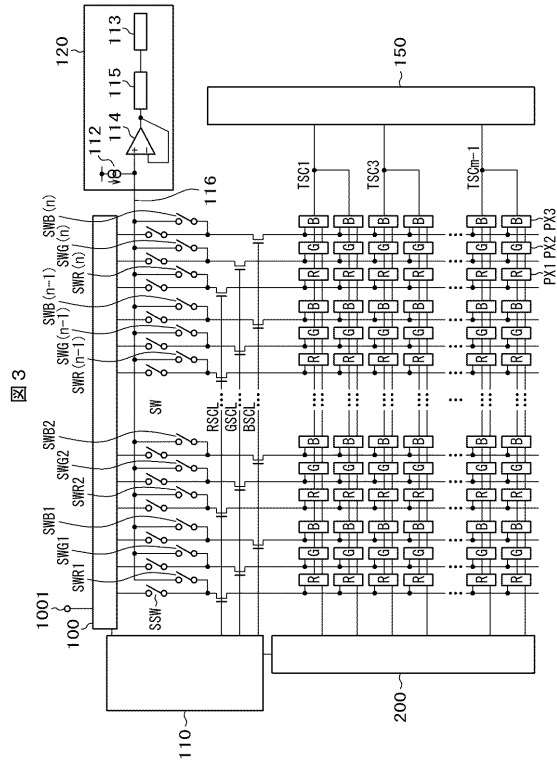 図 3
1001
100
110
200
SWR1
SWG1
SWB1
SWR2
SWG2
SWB2
SW
SWR(n-1)
SWG(n-1)
SWB(n-1)
SWR(n)
SWG(n)
SWB(n)
SSW
RSCL
GSCL
BSCL
116
112
114
115
113
120
150
TSC1
TSC3
TSCm-1
R G B R G B R G B R G B
R G B R G B R G B R G B
R G B R G B R G B R G B
R G B R G B R G B R G B
R G B R G B R G B R G B
R G B R G B R G B R G B
PX1 PX2 PX3